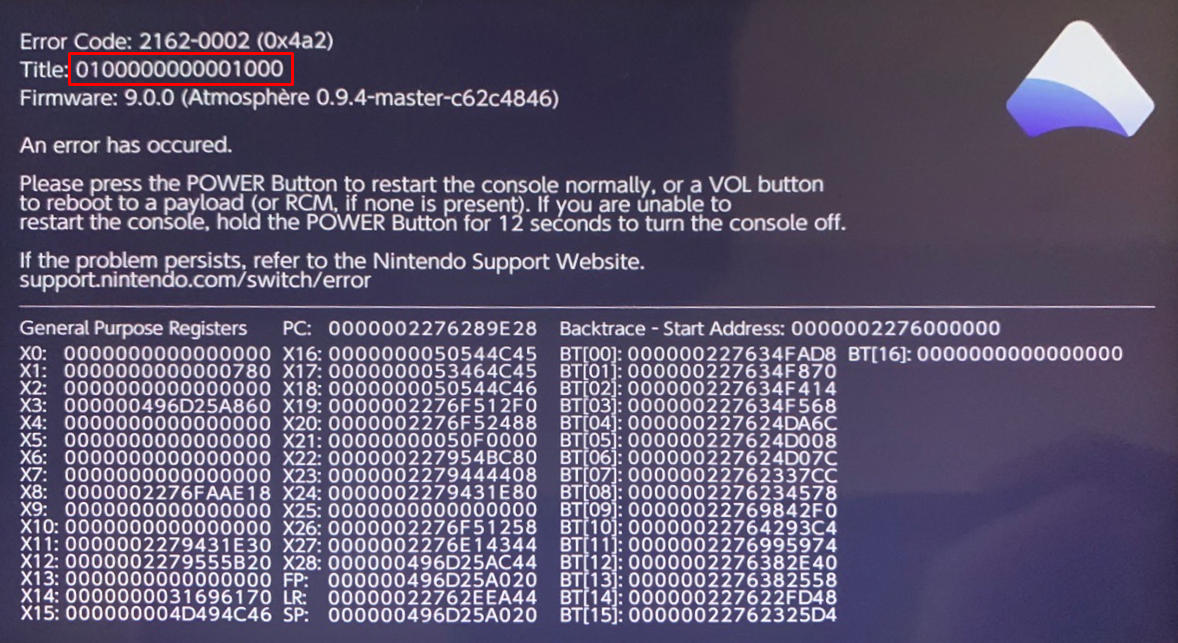 Error Code: 2162-0002 (0x4a2)
Title: 0100000000001000
Firmware: 9.0.0 (Atmosphère 0.9.4-master-c62c4846)
An error has occured.
Please press the POWER Button to restart the console normally, or a VOL button
to reboot to a payload (or RCM, if none is present). If you are unable to
restart the console, hold the POWER Button for 12 seconds to turn the console off.
If the problem persists, refer to the Nintendo Support Website.
support.nintendo.com/switch/error
General Purpose Registers PC: 0000002276289E28 Backtrace - Start Address: 0000002276000000
X0: 0000000000000000 X16: 0000000050544C45 BT[00]: 000000227634FAD8 BT[16]: 0000000000000000
X1: 0000000000000780 X17: 0000000053464C45 BT[01]: 000000227634F870
X2: 0000000000000000 X18: 0000000050544C46 BT[02]: 000000227634F414
X3: 000000496D25A860 X19: 0000002276F512F0 BT[03]: 000000227634F568
X4: 0000000000000000 X20: 0000002276F52488 BT[04]: 000000227624DA6C
X5: 0000000000000000 X21: 00000000050F0000 BT[05]: 000000227624D008
X6: 0000000000000000 X22: 0000002227954BC80 BT[06]: 000000227624D07C
X7: 0000000000000000 X23: 0000002279444408 BT[07]: 00000022762337CC
X8: 0000002276FAAE18 X24: 0000002279431E80 BT[08]: 0000002276234578
X9: 0000000000000000 X25: 0000000000000000 BT[09]: 00000022769842F0
X10: 0000000000000000 X26: 0000002276F51258 BT[10]: 00000022764293C4
X11: 0000002279431E30 X27: 0000002276E14344 BT[11]: 0000002276995974
X12: 0000002279555B20 X28: 000000496D25AC44 BT[12]: 0000002276382E40
X13: 0000000000000000 FP: 000000496D25A020 BT[13]: 0000002276382558
X14: 0000000031696170 LR: 00000022762EEA44 BT[14]: 000000227622FD48
X15: 000000004D494C46 SP: 000000496D25A020 BT[15]: 00000022762325D4